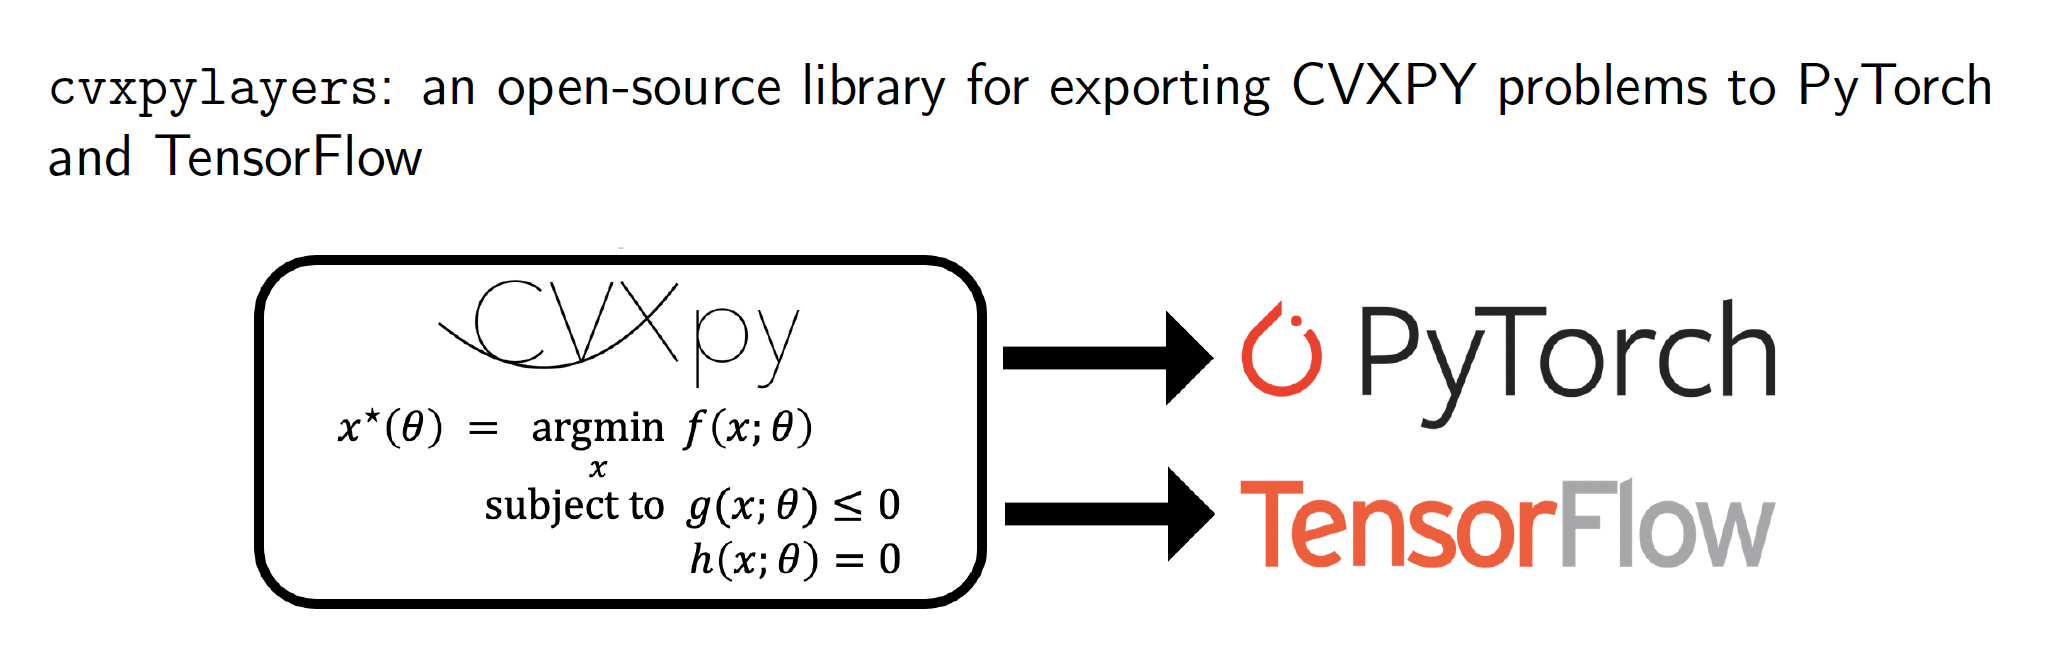 cvxpylayers: an open-source library for exporting CVXPY problems to PyTorch
and TensorFlow
CVXpy
x⋆(θ) = argmin f(x; θ)
x
subject to g(x; θ) ≤ 0
h(x; θ) = 0
PyTorch
TensorFlow